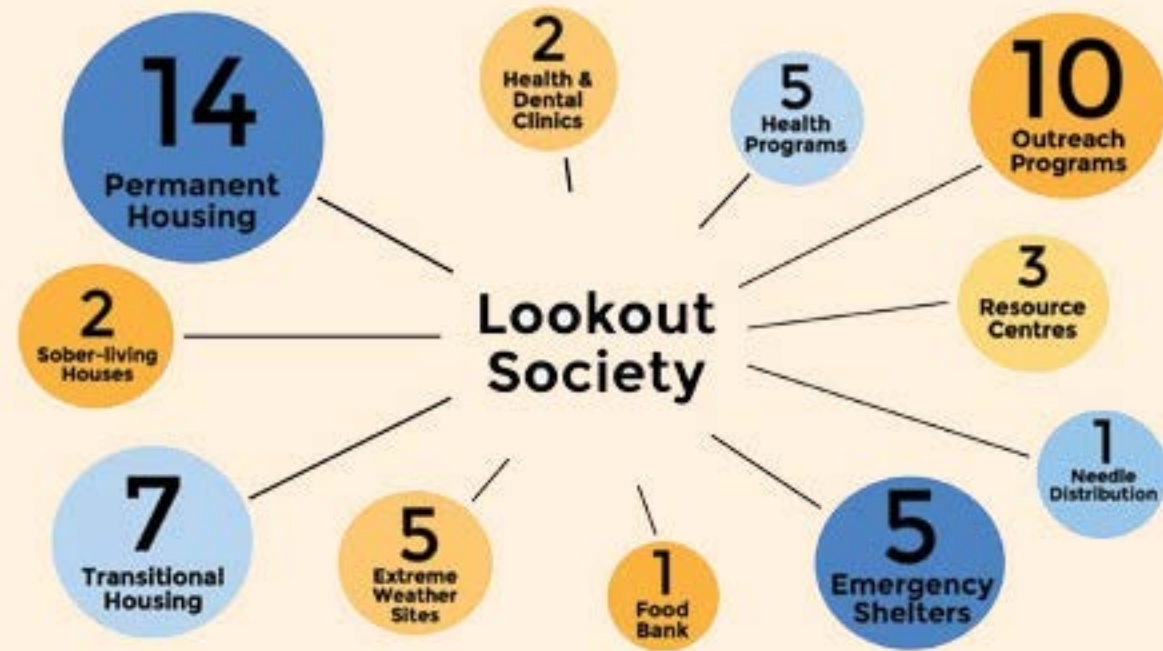 14
Permanent
Housing
2
Health &
Dental
Clinics
5
Health
Programs
10
Outreach
Programs
2
Sober-living
Houses
Lookout
Society
3
Resource
Centres
7
Transitional
Housing
5
Extreme
Weather
Sites
1
Food
Bank
5
Emergency
Shelters
1
Needle
Distribution